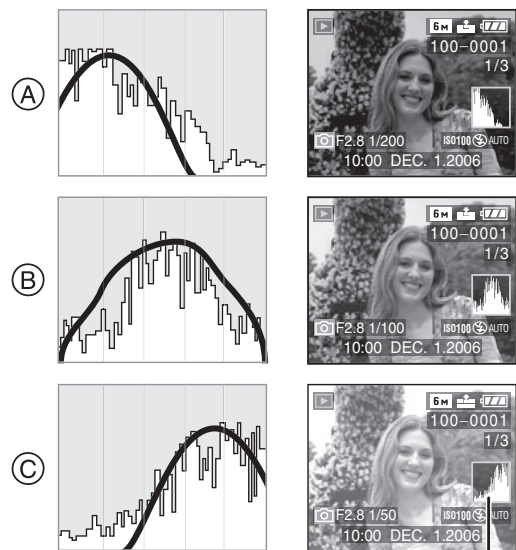 A
6M
100-0001
1/3
F2.8 1/200 ISO100 AUTO
10:00 DEC. 1.2006
B
6M
100-0001
1/3
F2.8 1/100 ISO100 AUTO
10:00 DEC. 1.2006
C
6M
100-0001
1/3
F2.8 1/50 ISO100 AUTO
10:00 DEC. 1.2006